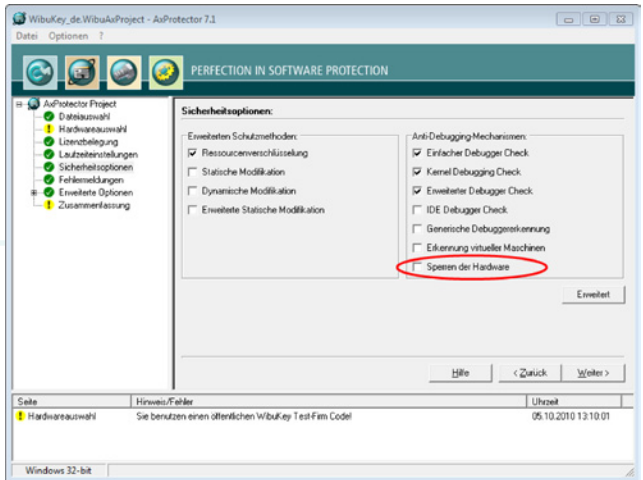 WibuKey_de.WibuAxProject - AxProtector 7.1
Datei Optionen ?
PERFECTION IN SOFTWARE PROTECTION
AxProtector Project
Dateiauswahl
Hardwareauswahl
Lizenzbelegung
Laufzeiteinstellungen
Sicherheitsoptionen
Fehlermeldungen
Erweiterte Optionen
Zusammenfassung
Sicherheitsoptionen:
Erweiterten Schutzmethoden:
Ressourcenverschlüsselung
Statische Modifikation
Dynamische Modifikation
Erweiterte Statische Modifikation
Anti-Debugging-Mechanismen:
Einfacher Debugger Check
Kernel Debugging Check
Erweiterter Debugger Check
IDE Debugger Check
Generische Debuggererkennung
Erkennung virtueller Maschinen
Sperren der Hardware
Erweitert
Hilfe < Zurück Weiter >
Seite Hinweis/Fehler Uhrzeit
Hardwareauswahl Sie benutzen einen öffentlichen WibuKey Test-Firm Code! 05.10.2010 13:10:01
Windows 32-bit